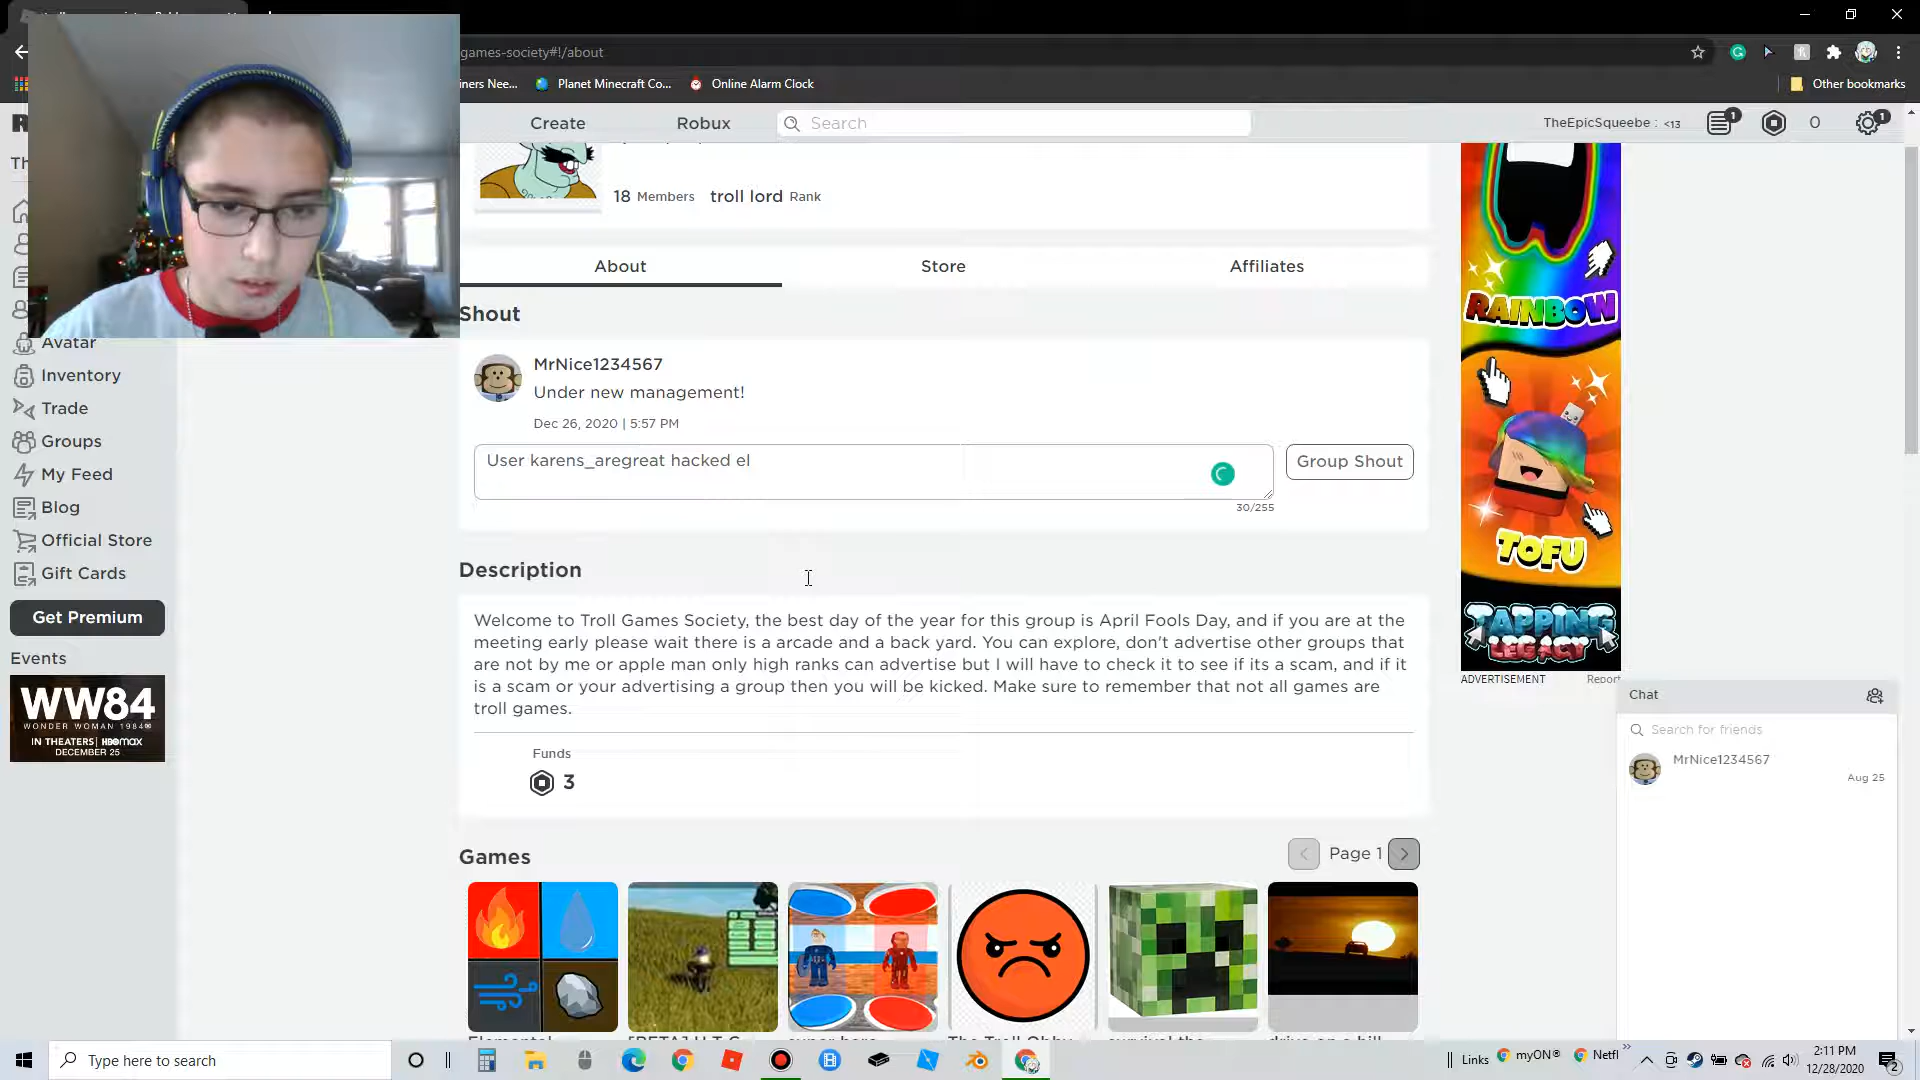 games-society#!/about
iners Nee...
Planet Minecraft Co...
Online Alarm Clock
Other bookmarks
Create
Robux
Search
TheEpicSqueebe : <13
1
0
1
18 Members troll lord Rank
About
Store
Affiliates
Shout
MrNice1234567
Under new management!
Dec 26, 2020 | 5:57 PM
User karens_aregreat hacked el
Group Shout
30/255
Description
Welcome to Troll Games Society, the best day of the year for this group is April Fools Day, and if you are at the
meeting early please wait there is a arcade and a back yard. You can explore, don't advertise other groups that
are not by me or apple man only high ranks can advertise but I will have to check it to see if its a scam, and if it
is a scam or your advertising a group then you will be kicked. Make sure to remember that not all games are
troll games.
Funds
3
Games
Page 1
Avatar
Inventory
Trade
Groups
My Feed
Blog
Official Store
Gift Cards
Get Premium
Events
WW84
WONDER WOMAN 1984
IN THEATERS | HBOMAX
DECEMBER 25
RAINBOW
TOFU
TAPPING
LEGACY
ADVERTISEMENT
Report
Chat
Search for friends
MrNice1234567
Aug 25
Type here to search
Links
myON®
Netfl
2:11 PM
12/28/2020
2